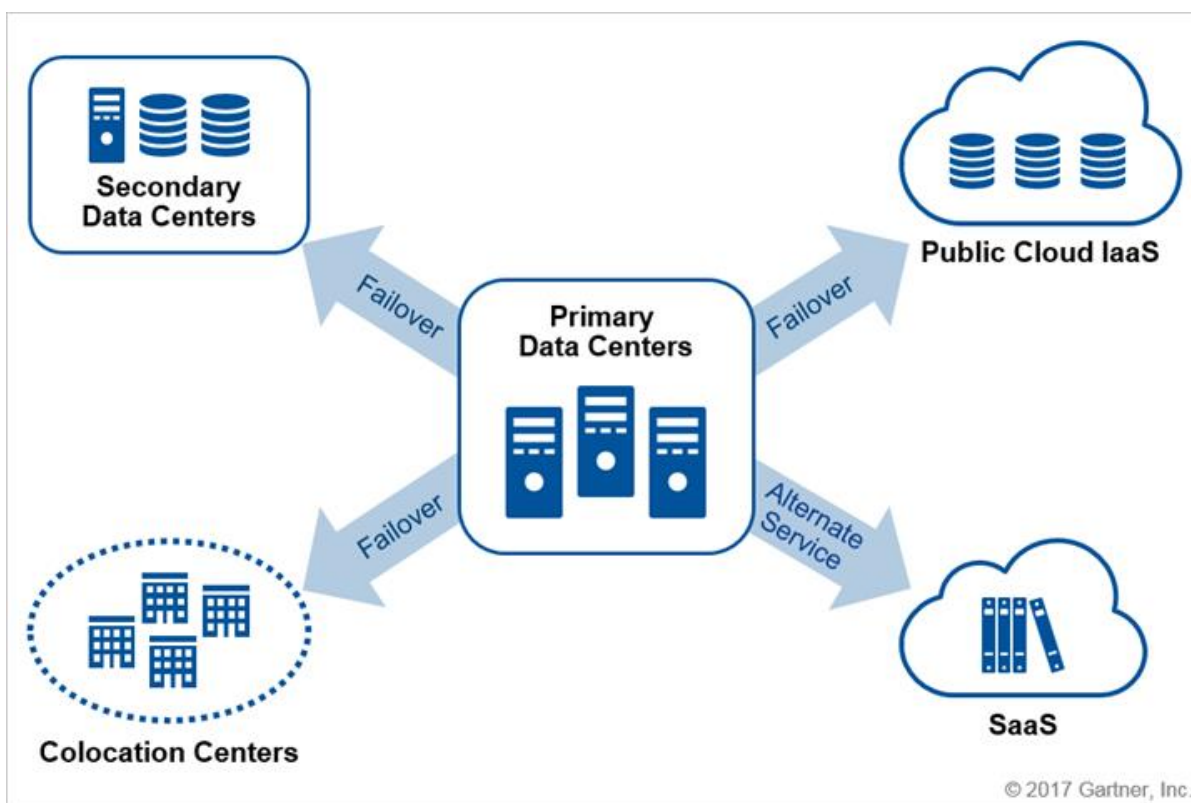 Secondary
Data Centers
Public Cloud IaaS
Failover
Failover
Primary
Data Centers
Failover
Alternate
Service
Colocation Centers
SaaS
© 2017 Gartner, Inc.